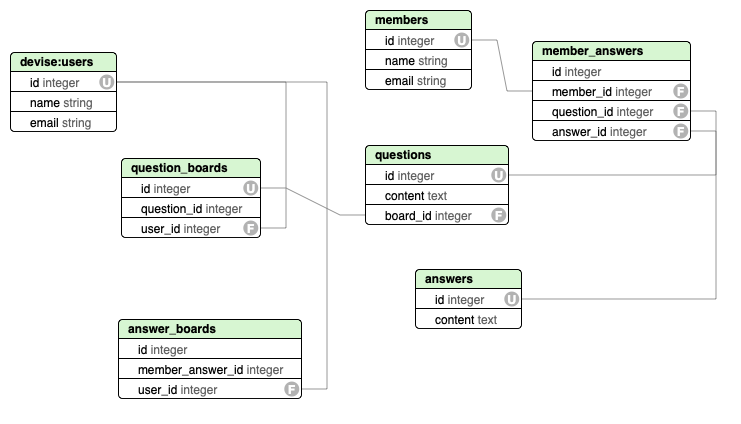 devise:users
id integer U
name string
email string
members
id integer U
name string
email string
member_answers
id integer
member_id integer F
question_id integer F
answer_id integer F
question_boards
id integer U
question_id integer
user_id integer F
questions
id integer U
content text
board_id integer F
answers
id integer U
content text
answer_boards
id integer
member_answer_id integer
user_id integer F